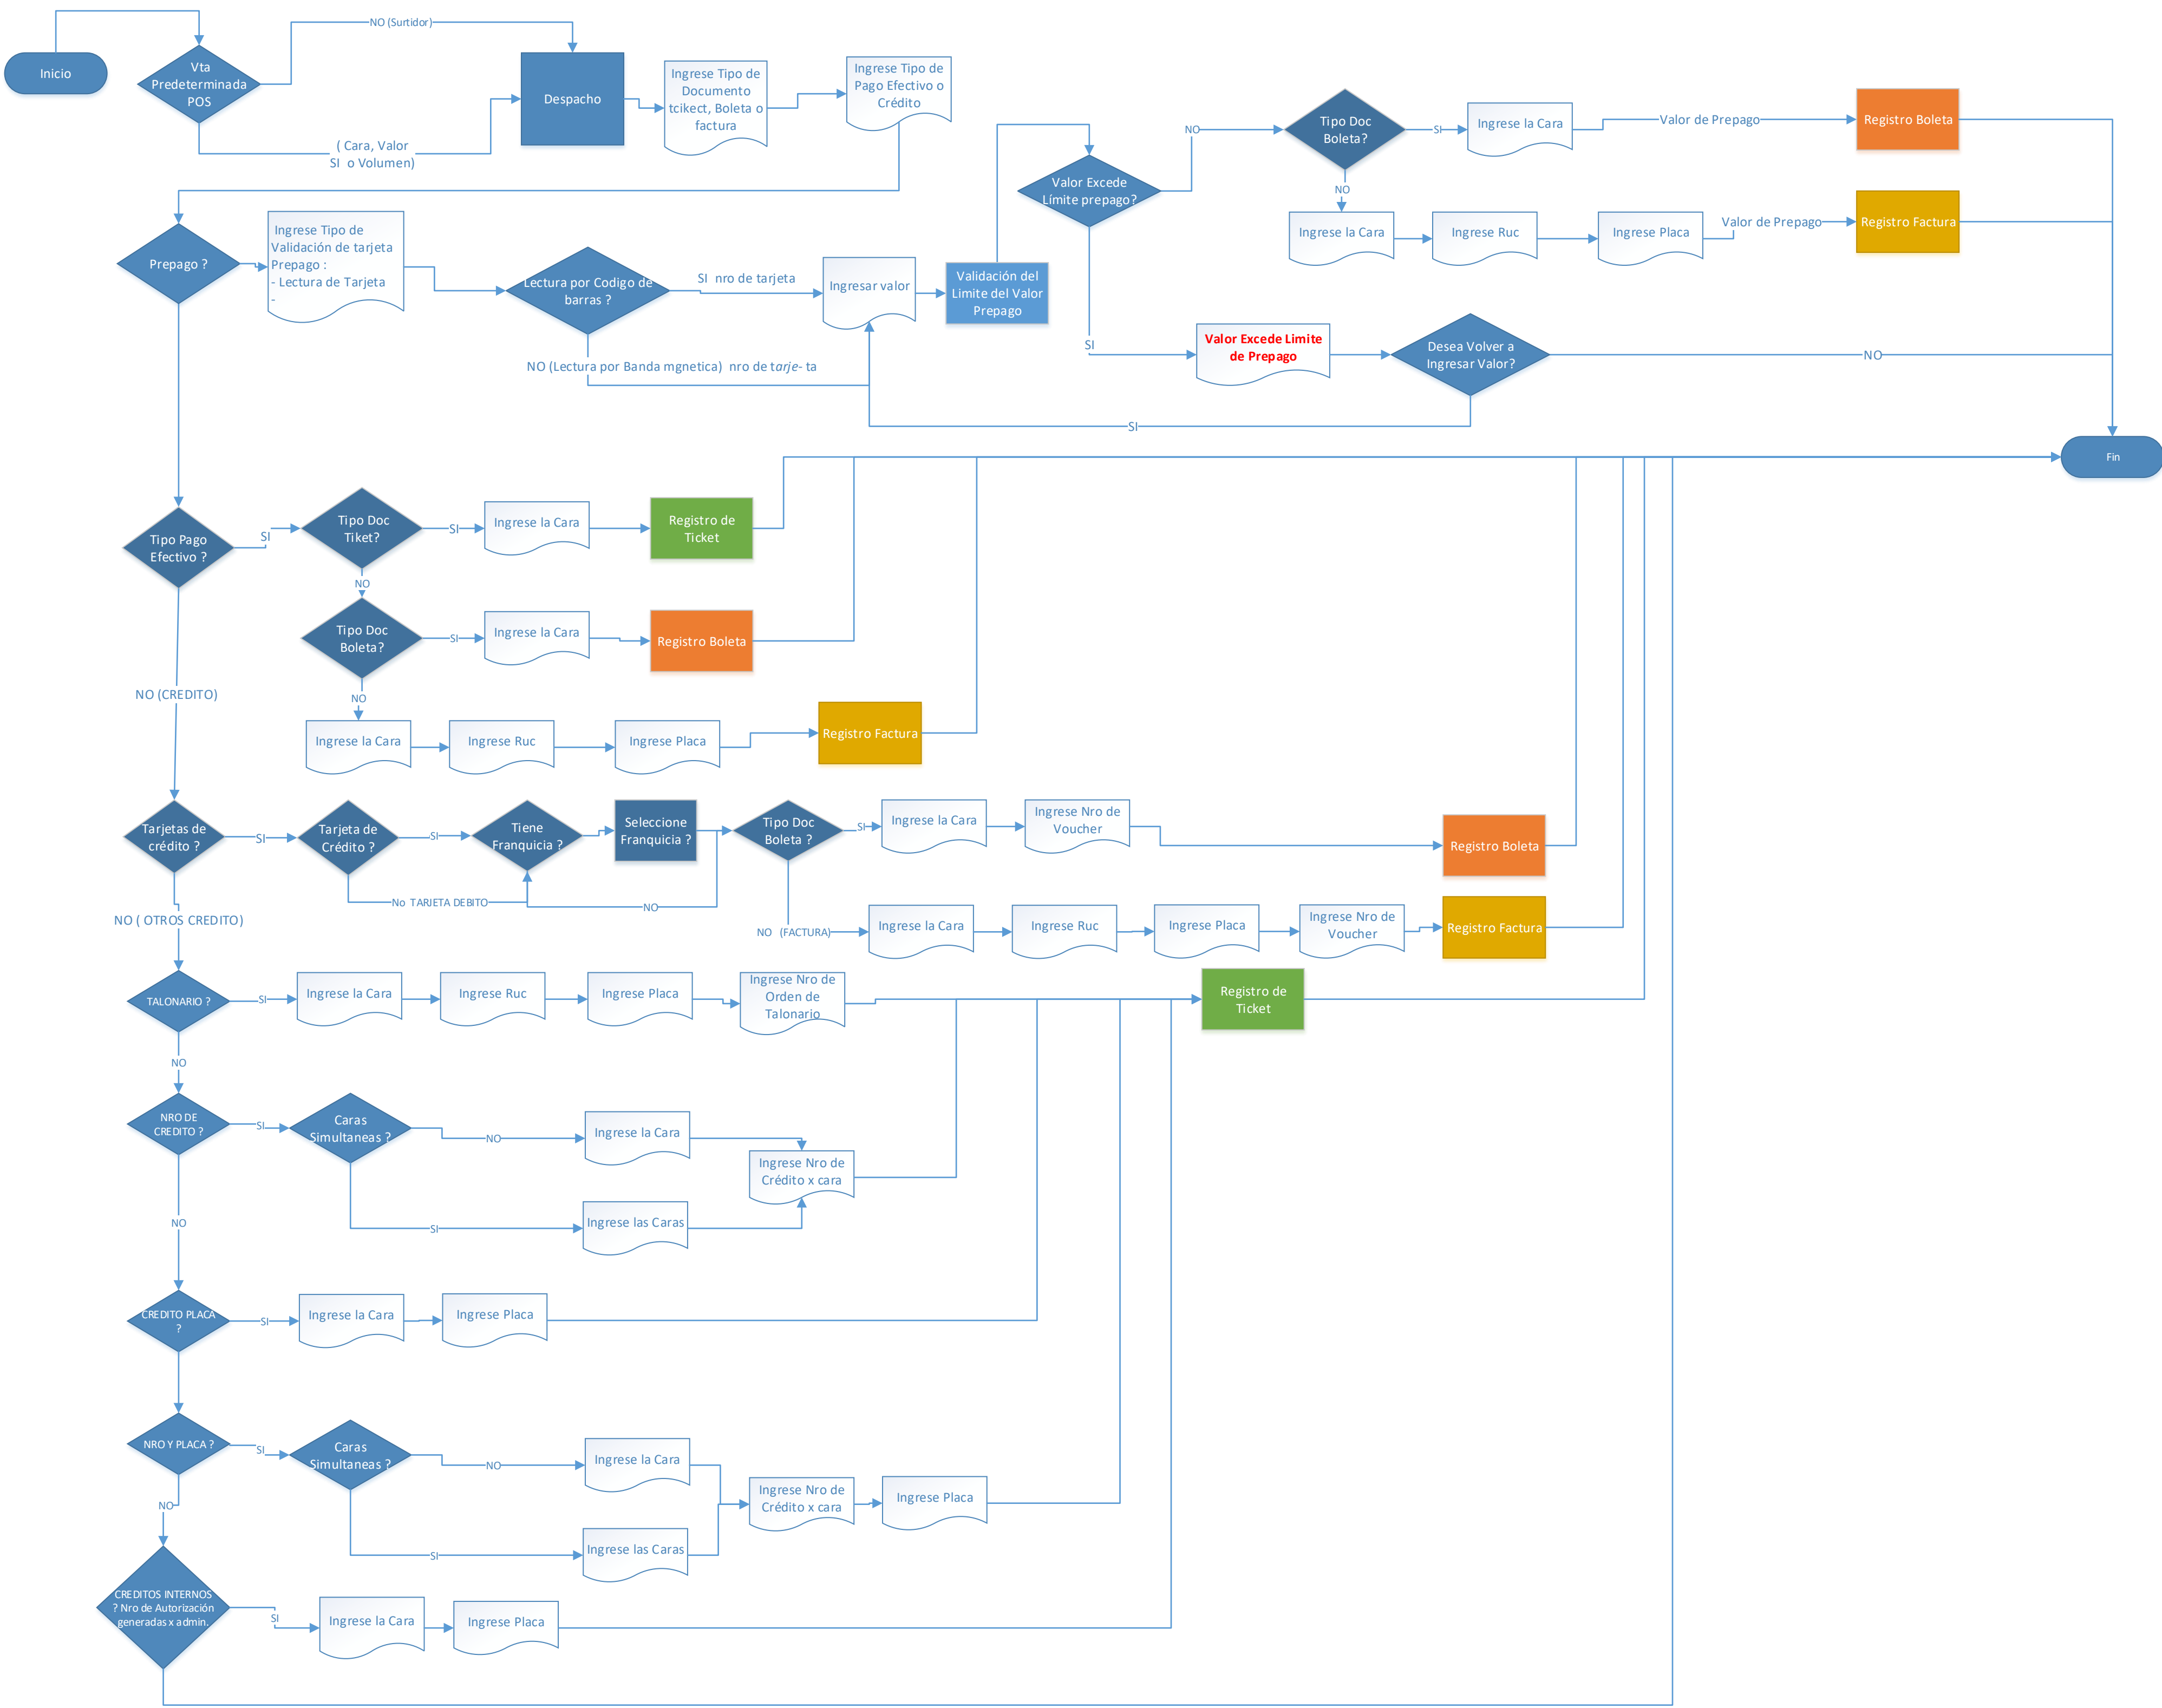 Inicio
Vta
Predeterminada
POS
NO (Surtidor)
( Cara, Valor
SI  o Volumen)
Despacho
Ingrese Tipo de
Documento
tcikect, Boleta o
factura
Ingrese Tipo de
Pago Efectivo o
Crédito
Prepago ?
Ingrese Tipo de
Validación de tarjeta
Prepago :
- Lectura de Tarjeta
-
Lectura por Codigo de
barras ?
SI  nro de tarjeta
NO (Lectura por Banda mgnetica)  nro de tarje- ta
Ingresar valor
Validación del
Limite del Valor
Prepago
Valor Excede
Límite prepago?
NO
Tipo Doc
Boleta?
SI
Ingrese la Cara
Valor de Prepago
Registro Boleta
NO
Ingrese la Cara
Ingrese Ruc
Ingrese Placa
Valor de Prepago
Registro Factura
SI
Valor Excede Limite
de Prepago
Desea Volver a
Ingresar Valor?
NO
SI
Fin
Tipo Pago
Efectivo ?
SI
Tipo Doc
Tiket?
SI
Ingrese la Cara
Registro de
Ticket
NO
Tipo Doc
Boleta?
SI
Ingrese la Cara
Registro Boleta
NO
Ingrese la Cara
Ingrese Ruc
Ingrese Placa
Registro Factura
NO (CREDITO)
Tarjetas de
crédito ?
SI
Tarjeta de
Crédito ?
SI
Tiene
Franquicia ?
Seleccione
Franquicia ?
Tipo Doc
Boleta ?
SI
Ingrese la Cara
Ingrese Nro de
Voucher
Registro Boleta
No  TARJETA DEBITO
NO
NO   (FACTURA)
Ingrese la Cara
Ingrese Ruc
Ingrese Placa
Ingrese Nro de
Voucher
Registro Factura
NO ( OTROS CREDITO)
TALONARIO ?
SI
Ingrese la Cara
Ingrese Ruc
Ingrese Placa
Ingrese Nro de
Orden de
Talonario
Registro de
Ticket
NO
NRO DE
CREDITO ?
SI
Caras
Simultaneas ?
NO
Ingrese la Cara
Ingrese Nro de
Crédito x cara
SI
Ingrese las Caras
NO
CREDITO PLACA
?
SI
Ingrese la Cara
Ingrese Placa
NRO Y PLACA ?
SI
Caras
Simultaneas ?
NO
Ingrese la Cara
Ingrese Nro de
Crédito x cara
Ingrese Placa
SI
Ingrese las Caras
NO
CREDITOS INTERNOS
? Nro de Autorización
generadas x admin.
SI
Ingrese la Cara
Ingrese Placa